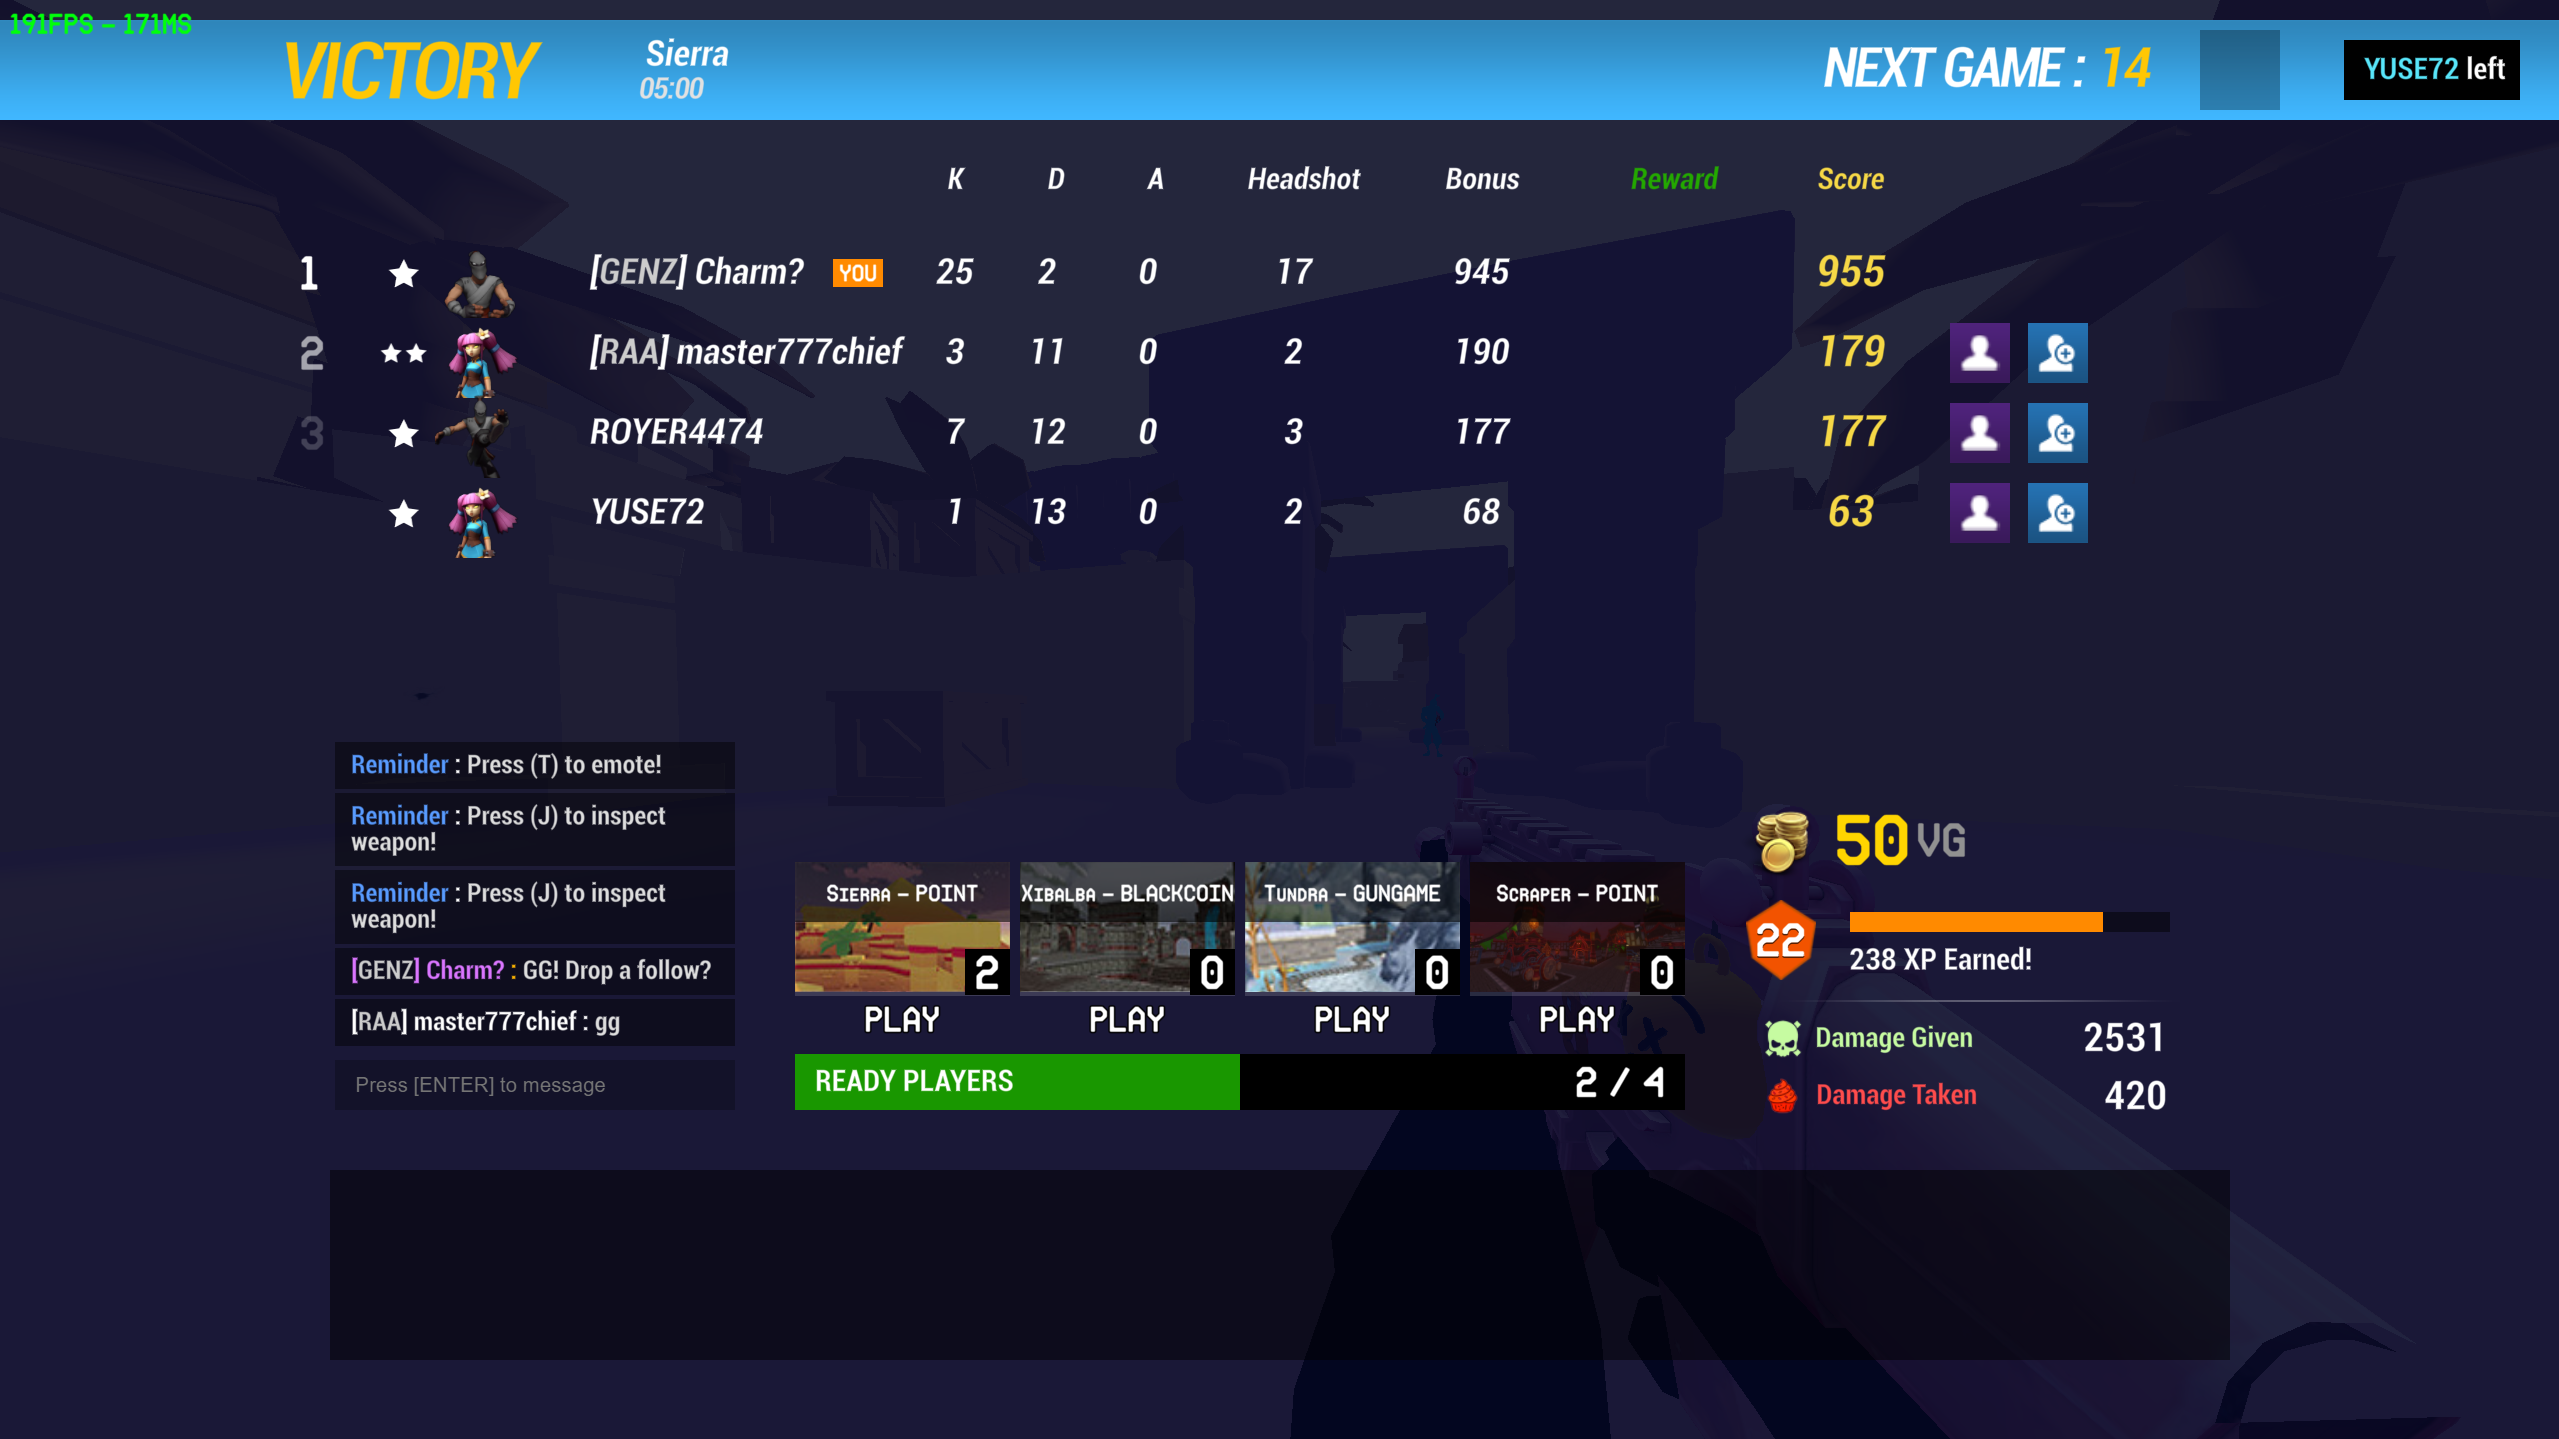 191FPS - 171MS
VICTORY
Sierra
05:00
NEXT GAME : 14
YUSE72 left
K D A Headshot Bonus Reward Score
1 [GENZ] Charm? YOU 25 2 0 17 945 955
2 [RAA] master777chief 3 11 0 2 190 179
3 ROYER4474 7 12 0 3 177 177
YUSE72 1 13 0 2 68 63
Reminder : Press (T) to emote!
Reminder : Press (J) to inspect
weapon!
Reminder : Press (J) to inspect
weapon!
[GENZ] Charm? : GG! Drop a follow?
[RAA] master777chief : gg
Press [ENTER] to message
SIERRA - POINT
2
PLAY
XIBALBA - BLACKCOIN
0
PLAY
TUNDRA - GUNGAME
0
PLAY
SCRAPER - POINT
0
PLAY
READY PLAYERS 2 / 4
50 VG
22
238 XP Earned!
Damage Given 2531
Damage Taken 420